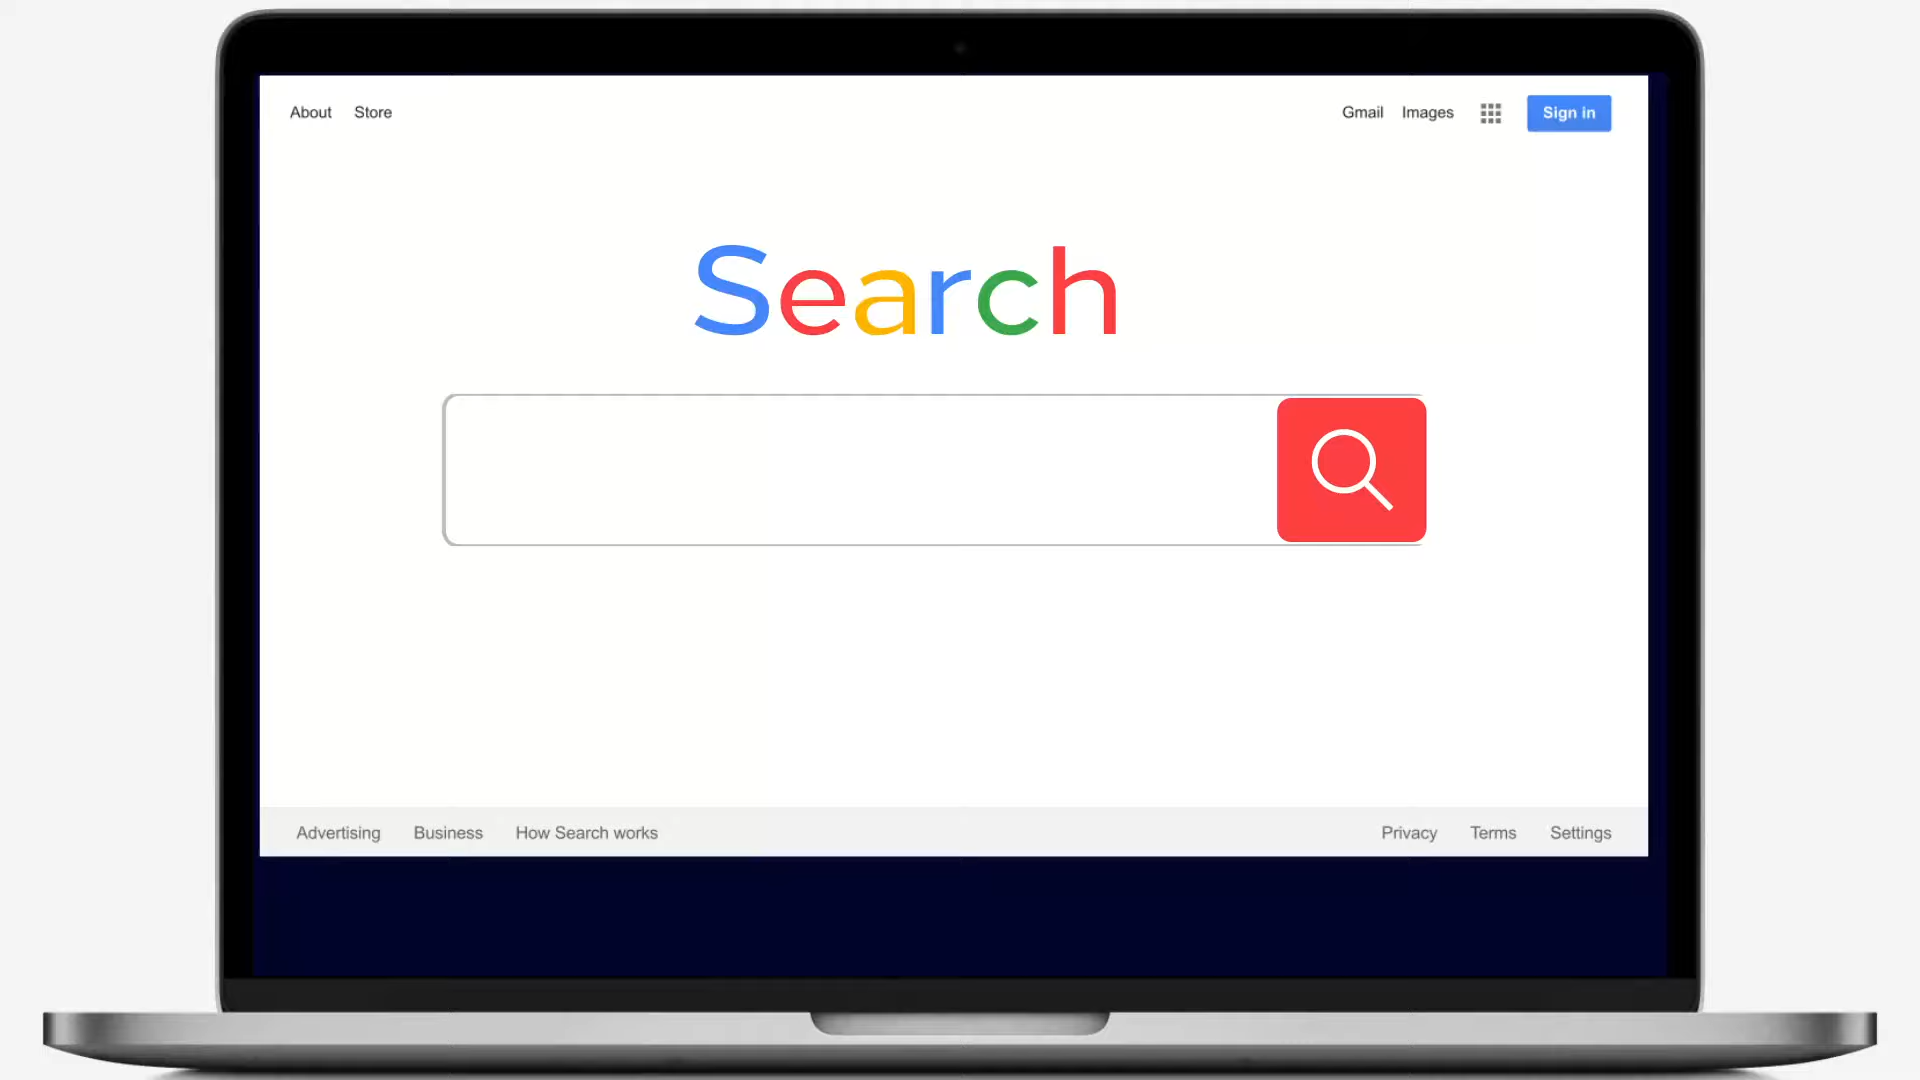 About Store Gmail Images Sign in
Search
Advertising Business How Search works Privacy Terms Settings